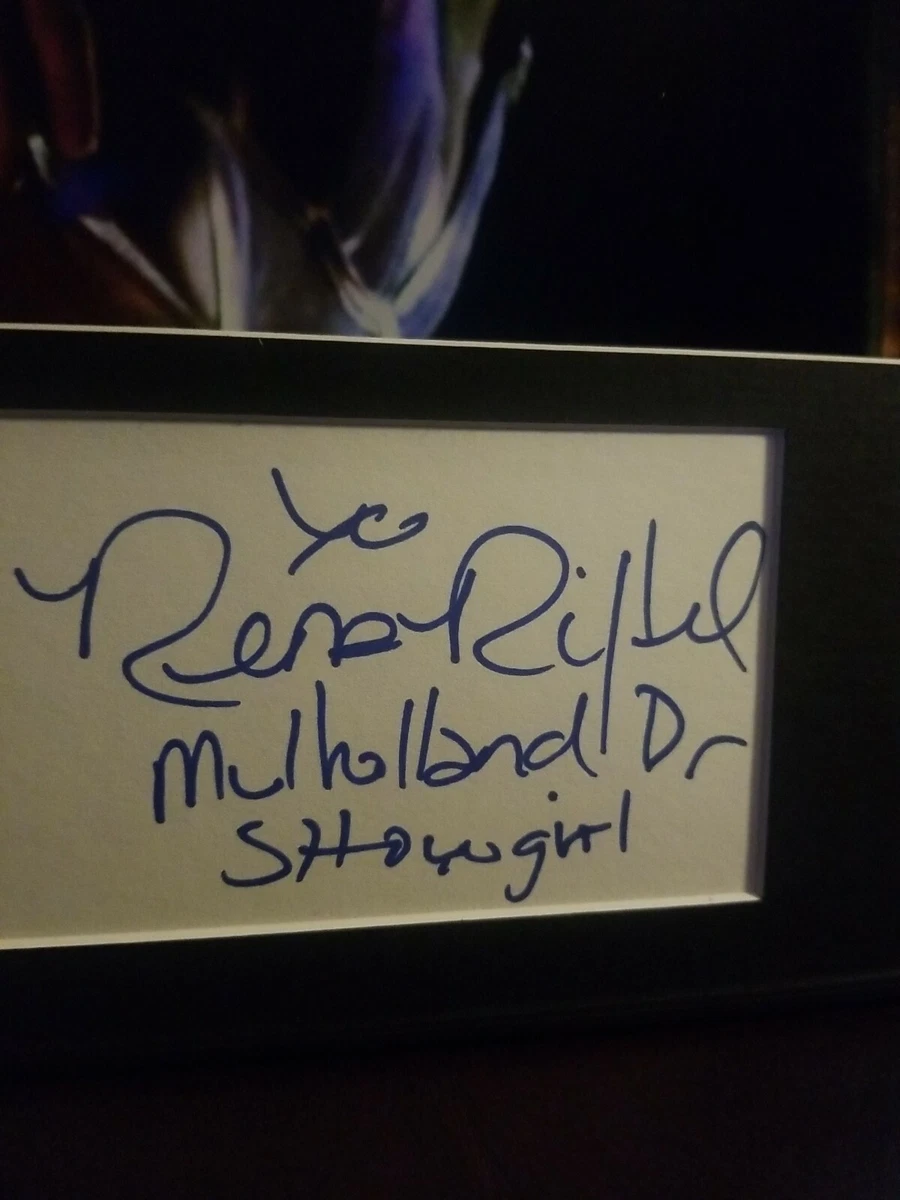 xo
Rena Riffel
Mulholland Dr
SHowgirl